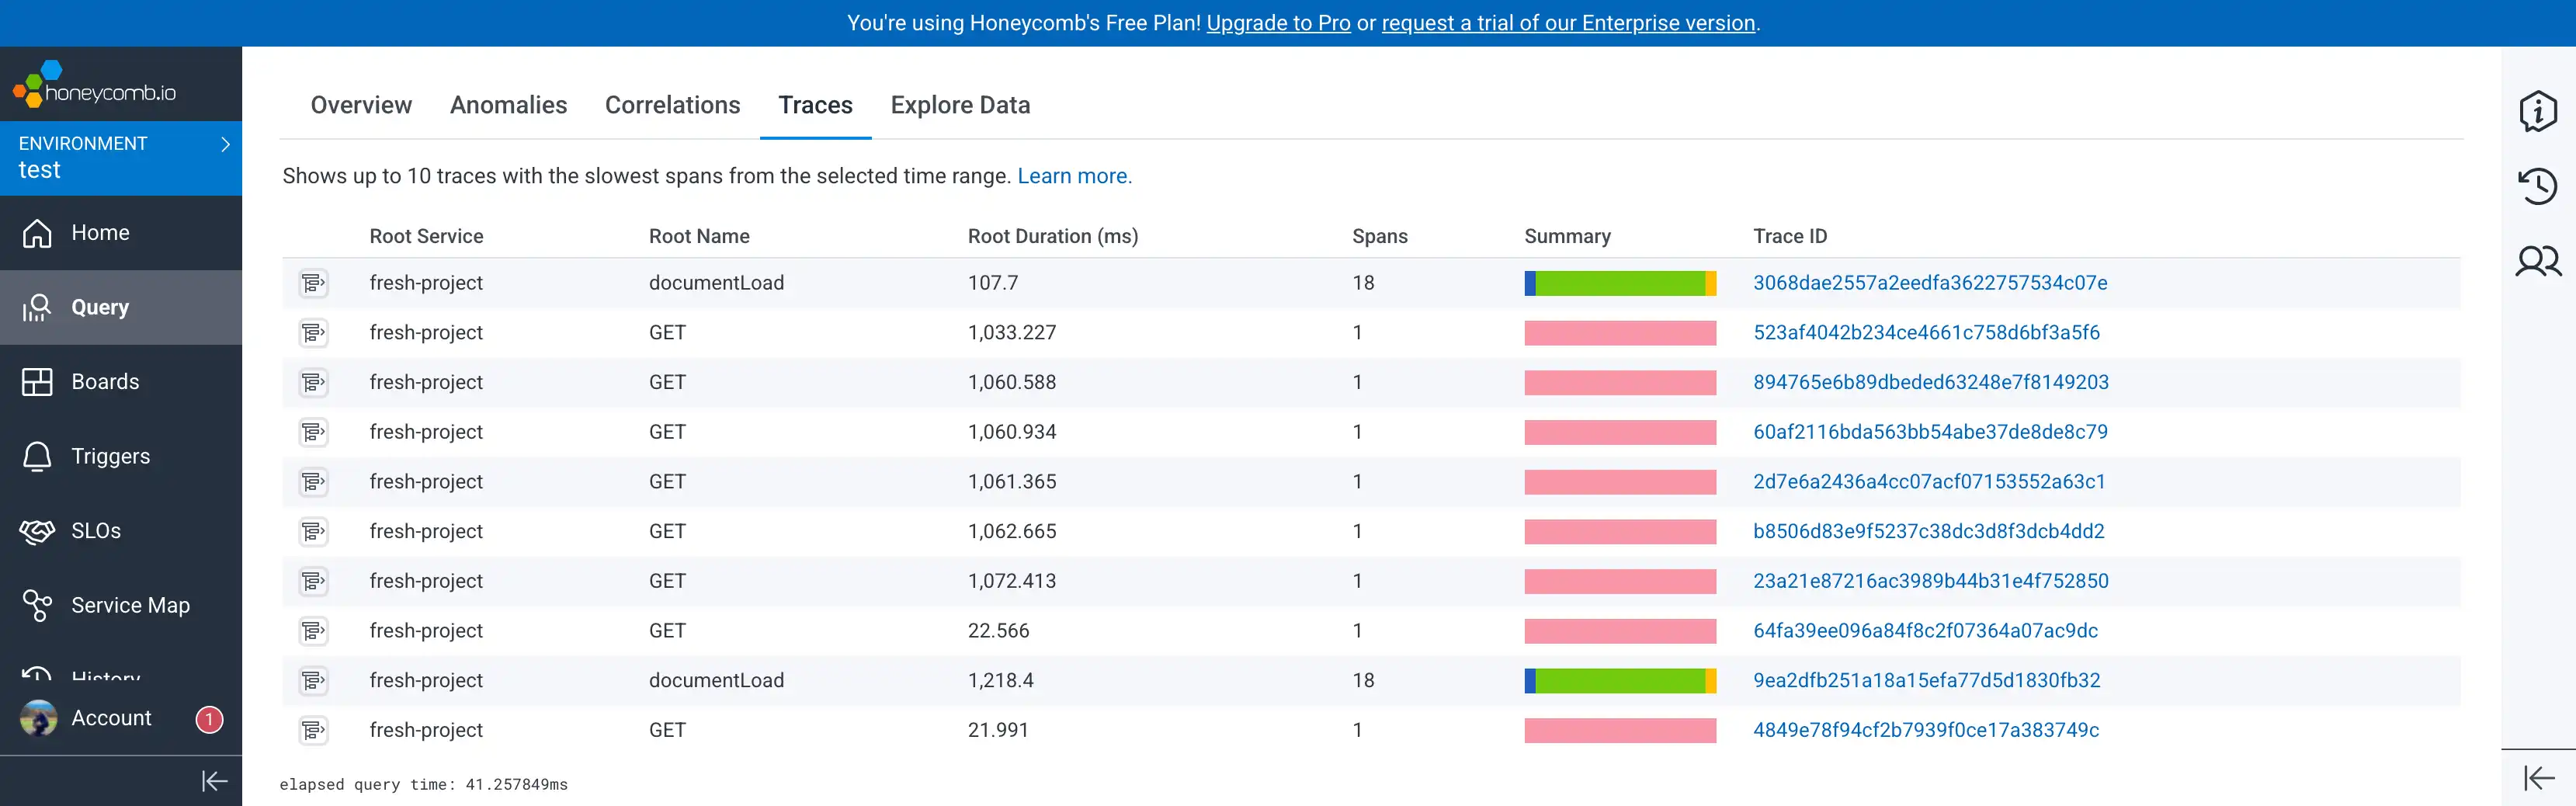 You're using Honeycomb's Free Plan! Upgrade to Pro or request a trial of our Enterprise version.
honeycomb.io
ENVIRONMENT
test
Home
Query
Boards
Triggers
SLOs
Service Map
History
Account 1
Overview Anomalies Correlations Traces Explore Data
Shows up to 10 traces with the slowest spans from the selected time range. Learn more.
Root Service Root Name Root Duration (ms) Spans Summary Trace ID
fresh-project documentLoad 107.7 18 3068dae2557a2eedfa3622757534c07e
fresh-project GET 1,033.227 1 523af4042b234ce4661c758d6bf3a5f6
fresh-project GET 1,060.588 1 894765e6b89dbeded63248e7f8149203
fresh-project GET 1,060.934 1 60af2116bda563bb54abe37de8de8c79
fresh-project GET 1,061.365 1 2d7e6a2436a4cc07acf07153552a63c1
fresh-project GET 1,062.665 1 b8506d83e9f5237c38dc3d8f3dcb4dd2
fresh-project GET 1,072.413 1 23a21e87216ac3989b44b31e4f752850
fresh-project GET 22.566 1 64fa39ee096a84f8c2f07364a07ac9dc
fresh-project documentLoad 1,218.4 18 9ea2dfb251a18a15efa77d5d1830fb32
fresh-project GET 21.991 1 4849e78f94cf2b7939f0ce17a383749c
elapsed query time: 41.257849ms